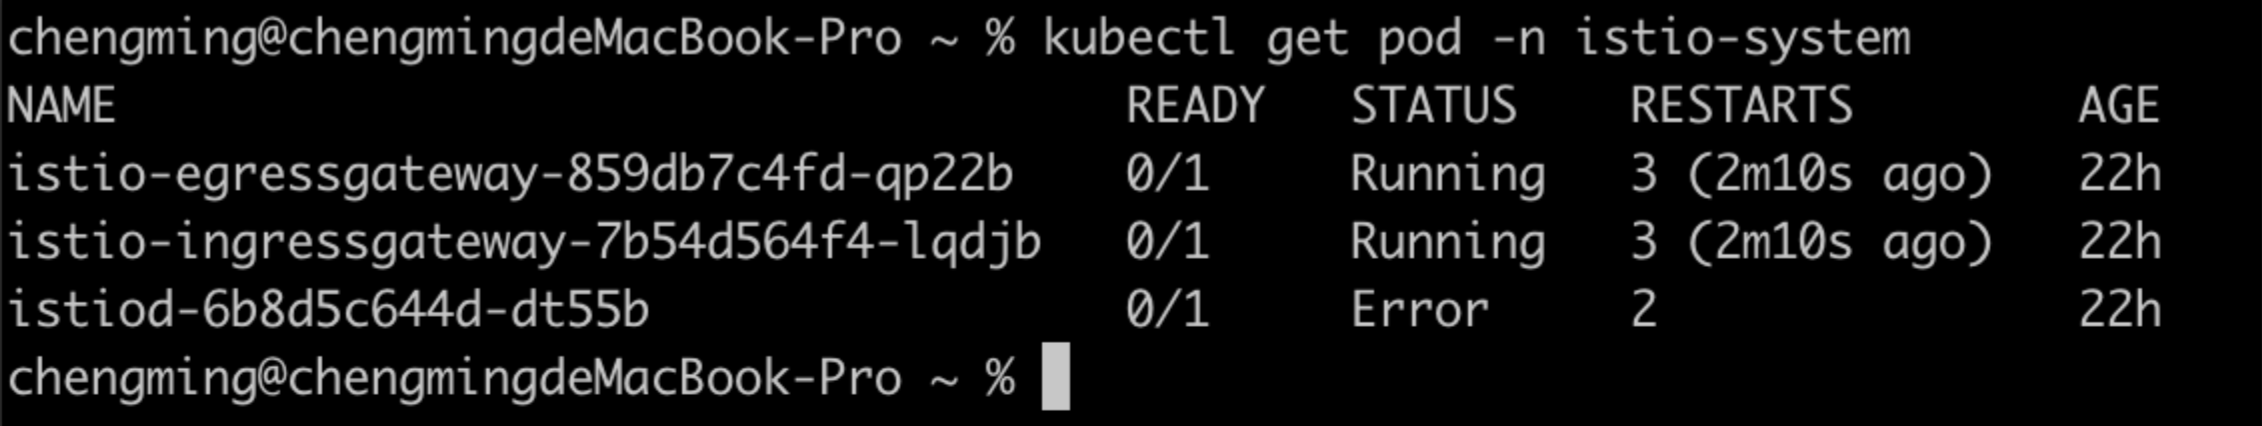 chengming@chengmingdeMacBook-Pro ~ % kubectl get pod -n istio-system
NAME READY STATUS RESTARTS AGE
istio-egressgateway-859db7c4fd-qp22b 0/1 Running 3 (2m10s ago) 22h
istio-ingressgateway-7b54d564f4-lqdjb 0/1 Running 3 (2m10s ago) 22h
istiod-6b8d5c644d-dt55b 0/1 Error 2 22h
chengming@chengmingdeMacBook-Pro ~ %